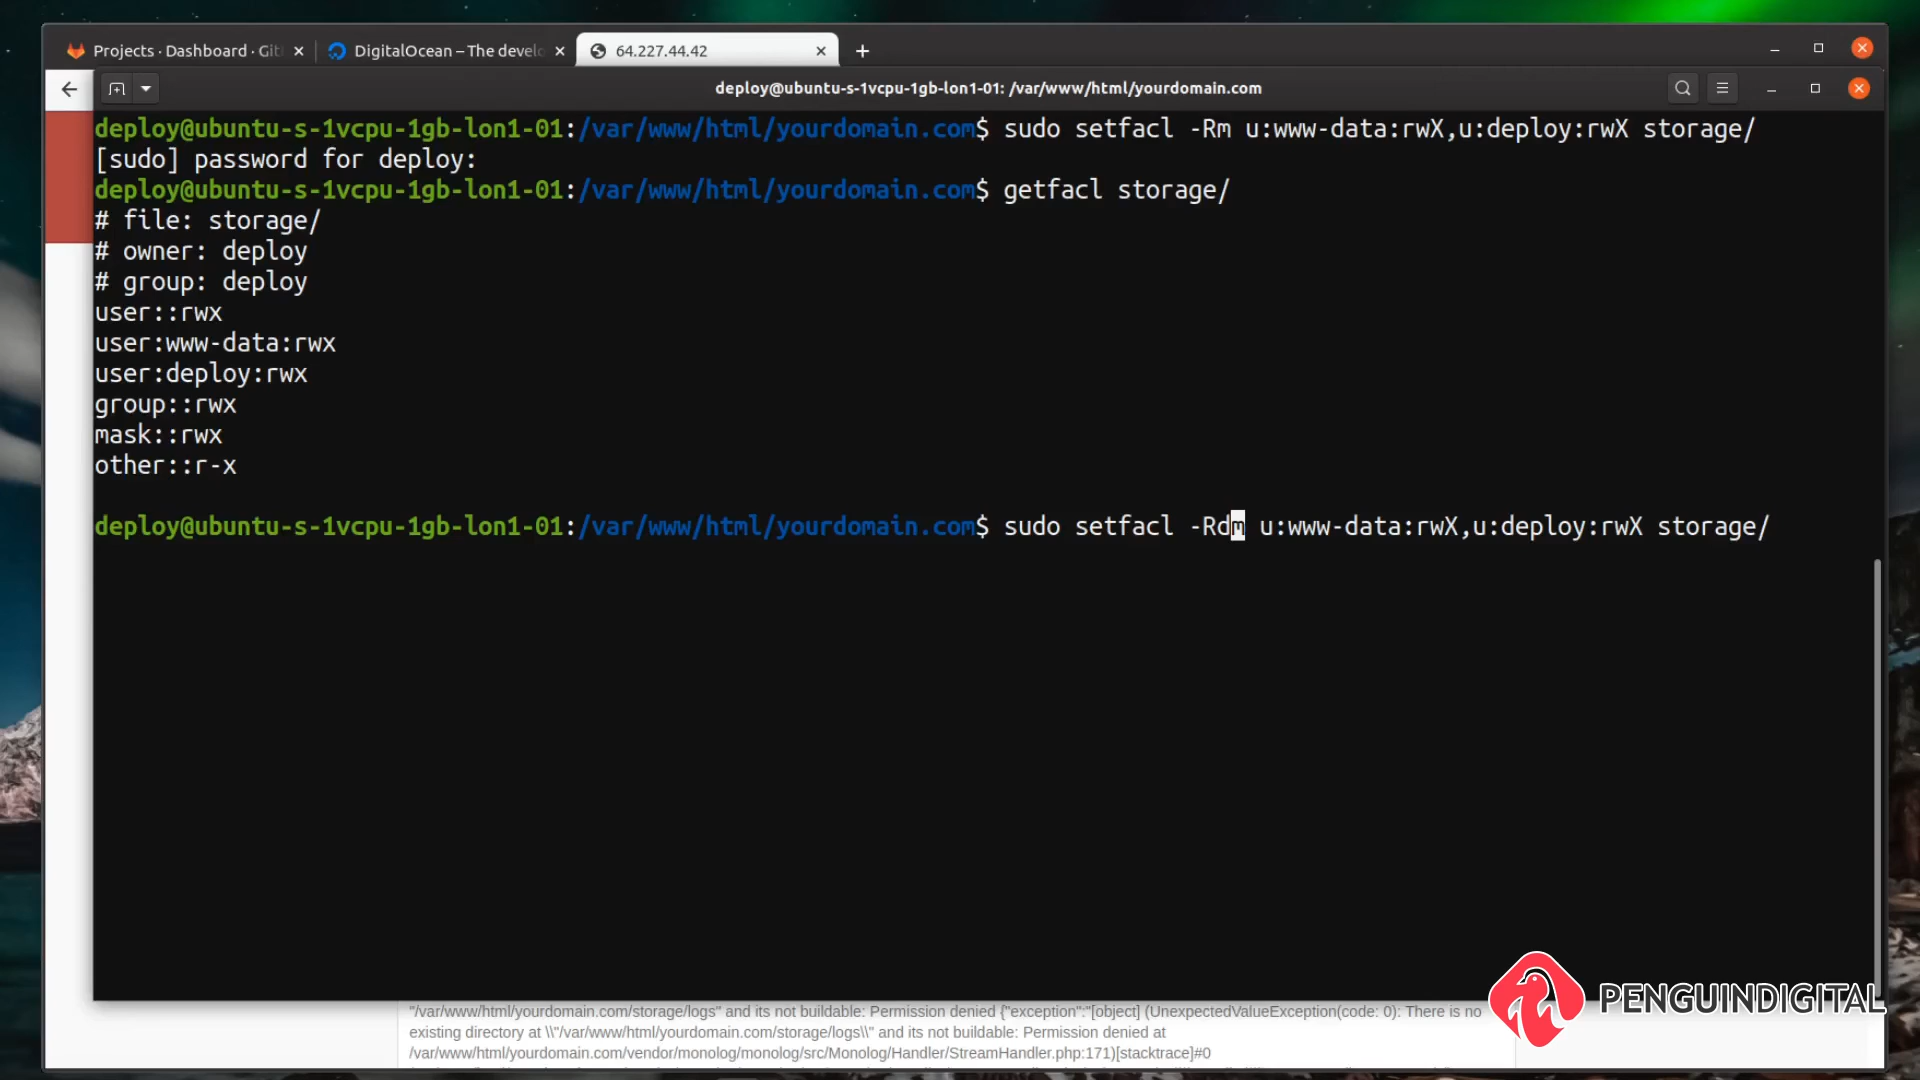 Projects · Dashboard · Git
DigitalOcean – The develo
64.227.44.42
deploy@ubuntu-s-1vcpu-1gb-lon1-01: /var/www/html/yourdomain.com
deploy@ubuntu-s-1vcpu-1gb-lon1-01:/var/www/html/yourdomain.com$ sudo setfacl -Rm u:www-data:rwX,u:deploy:rwX storage/
[sudo] password for deploy:
deploy@ubuntu-s-1vcpu-1gb-lon1-01:/var/www/html/yourdomain.com$ getfacl storage/
# file: storage/
# owner: deploy
# group: deploy
user::rwx
user:www-data:rwx
user:deploy:rwx
group::rwx
mask::rwx
other::r-x
deploy@ubuntu-s-1vcpu-1gb-lon1-01:/var/www/html/yourdomain.com$ sudo setfacl -Rdm u:www-data:rwX,u:deploy:rwX storage/
"/var/www/html/yourdomain.com/storage/logs" and its not buildable: Permission denied {"exception":"[object] (UnexpectedValueException(code: 0): There is no
existing directory at \\"/var/www/html/yourdomain.com/storage/logs\\" and its not buildable: Permission denied at
/var/www/html/yourdomain.com/vendor/monolog/monolog/src/Monolog/Handler/StreamHandler.php:171)[stacktrace]#0
PENGUINDIGITAL